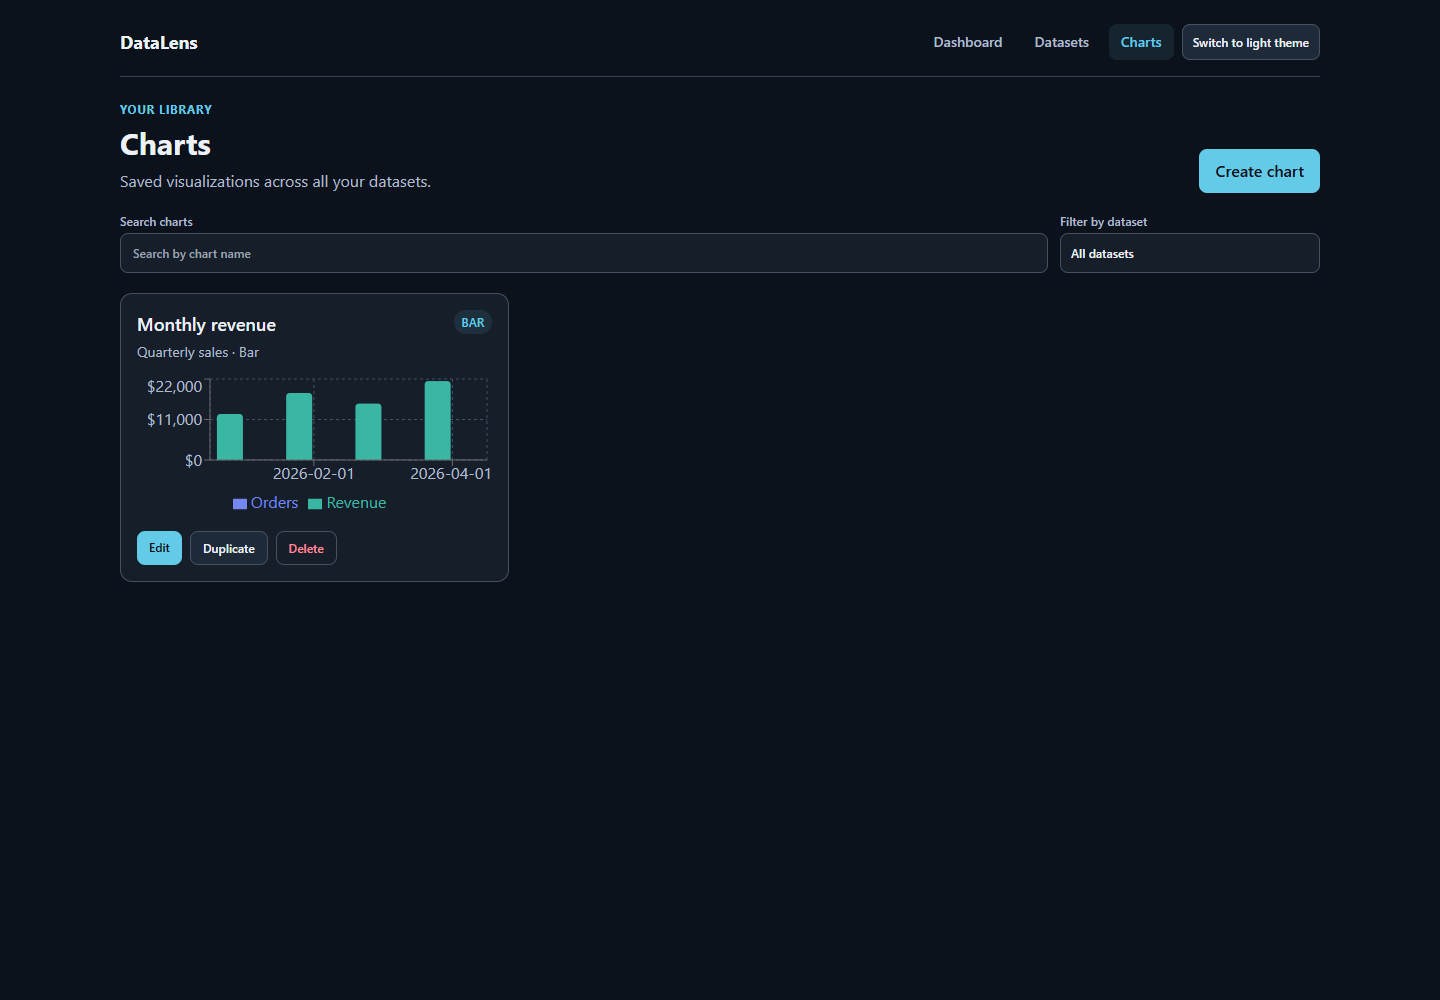 DataLens
Dashboard
Datasets
Charts
Switch to light theme
YOUR LIBRARY
Charts
Saved visualizations across all your datasets.
Create chart
Search charts
Search by chart name
Filter by dataset
All datasets
Monthly revenue
BAR
Quarterly sales · Bar
$22,000
$11,000
$0
2026-02-01
2026-04-01
Orders
Revenue
Edit
Duplicate
Delete